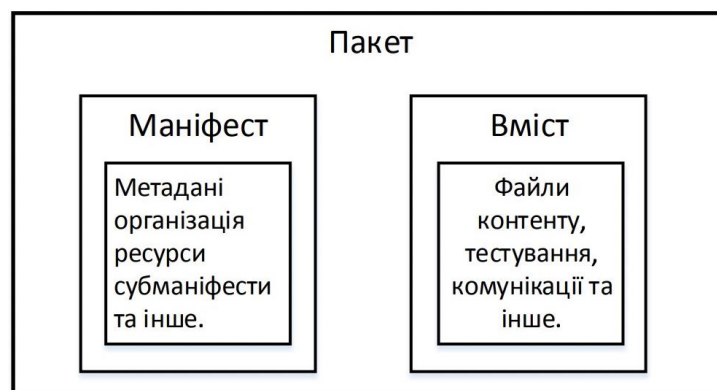 Пакет
Маніфест
Метадані
організація
ресурси
субманіфести
та інше.
Вміст
Файли
контенту,
тестування,
комунікації та
інше.